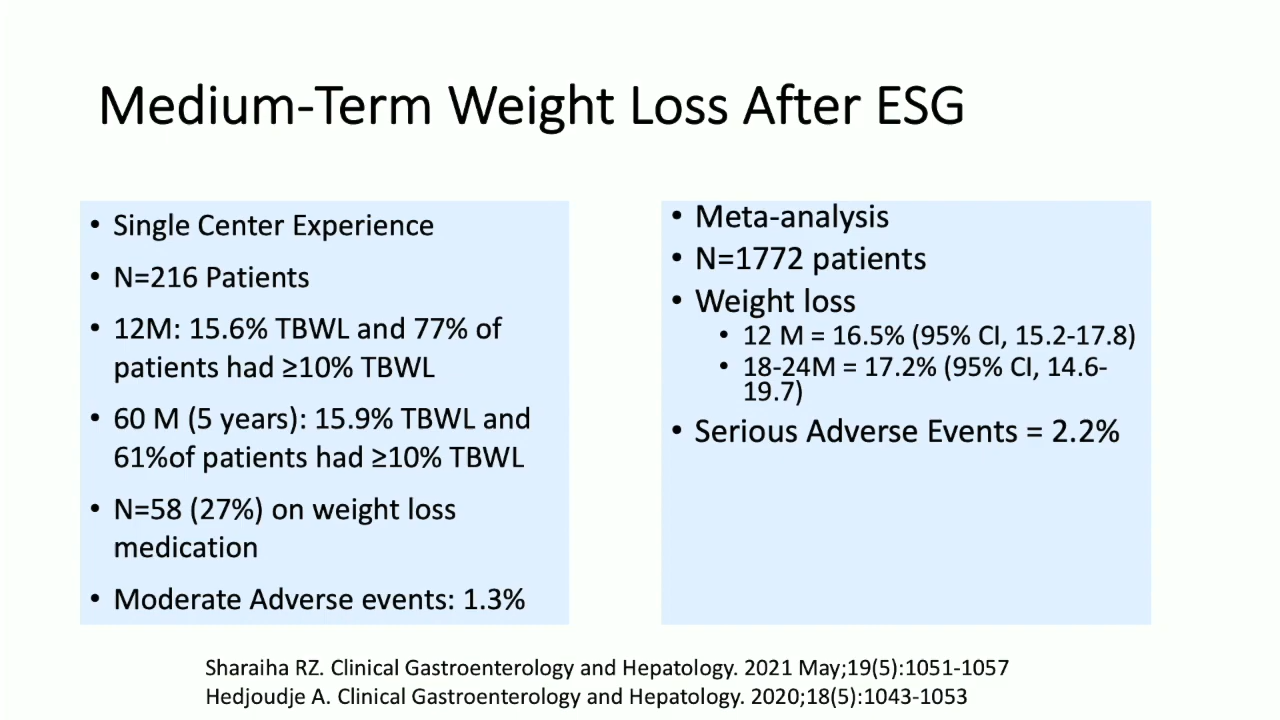 Medium-Term Weight Loss After ESG
• Single Center Experience
• N=216 Patients
• 12M: 15.6% TBWL and 77% of
patients had ≥10% TBWL
• 60 M (5 years): 15.9% TBWL and
61%of patients had ≥10% TBWL
• N=58 (27%) on weight loss
medication
• Moderate Adverse events: 1.3%
• Meta-analysis
• N=1772 patients
• Weight loss
• 12 M = 16.5% (95% CI, 15.2-17.8)
• 18-24M = 17.2% (95% CI, 14.6-
19.7)
• Serious Adverse Events = 2.2%
Sharaiha RZ. Clinical Gastroenterology and Hepatology. 2021 May;19(5):1051-1057
Hedjoudje A. Clinical Gastroenterology and Hepatology. 2020;18(5):1043-1053